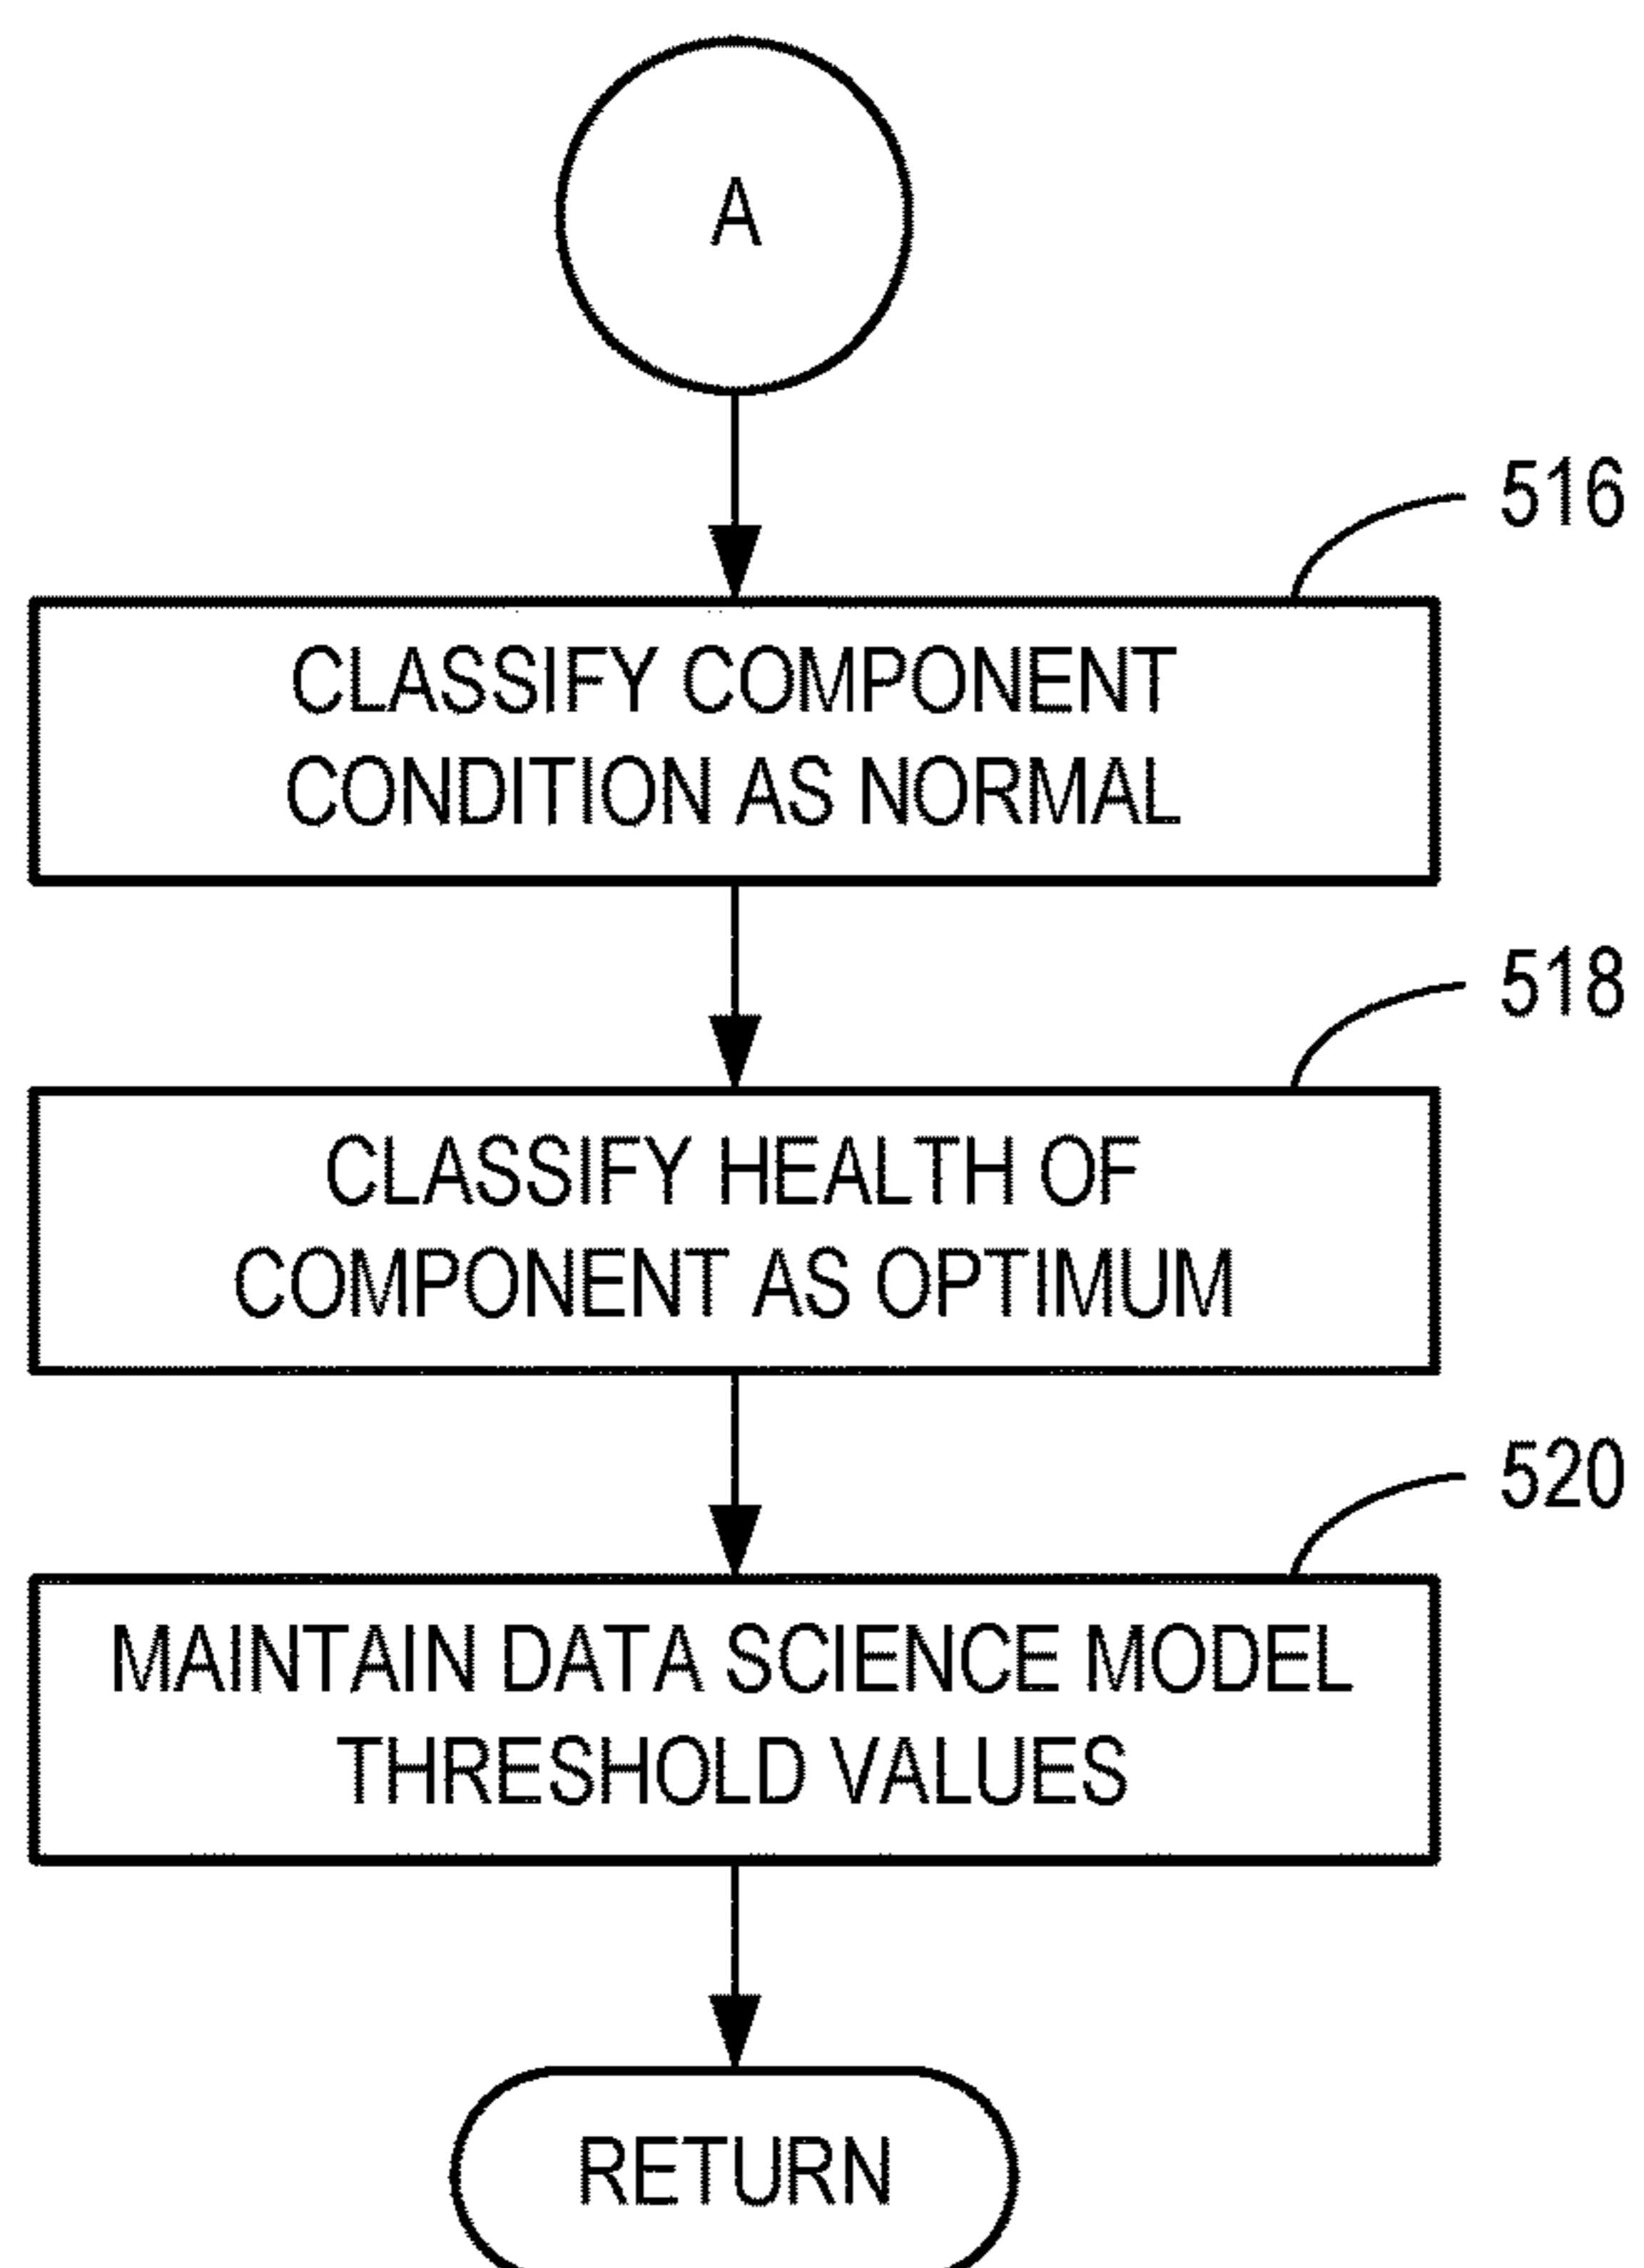 A
516
CLASSIFY COMPONENT
CONDITION AS NORMAL
518
CLASSIFY HEALTH OF
COMPONENT AS OPTIMUM
520
MAINTAIN DATA SCIENCE MODEL
THRESHOLD VALUES
RETURN